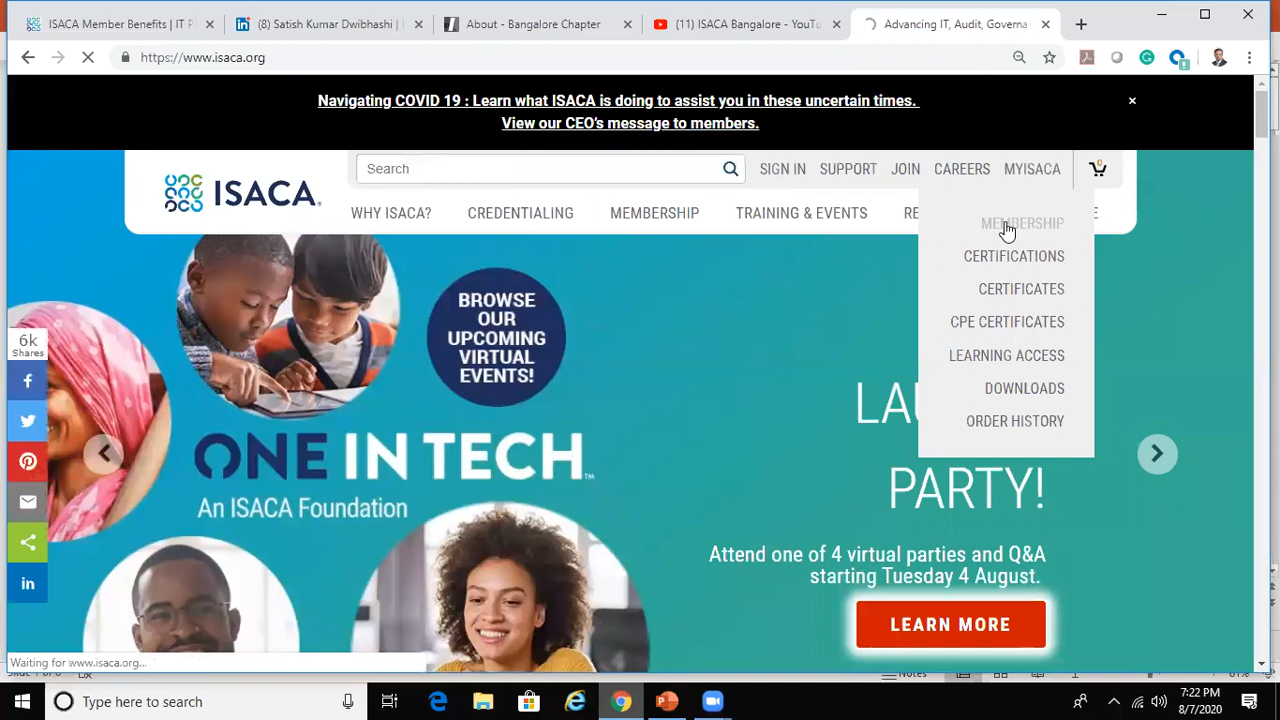 ISACA Member Benefits | IT P
(8) Satish Kumar Dwibhashi |
About - Bangalore Chapter
(11) ISACA Bangalore - YouTu
Advancing IT, Audit, Governa
https://www.isaca.org
Navigating COVID 19 : Learn what ISACA is doing to assist you in these uncertain times.
View our CEO's message to members.
Search
SIGN IN
SUPPORT
JOIN
CAREERS
MYISACA
0
ISACA.
WHY ISACA?
CREDENTIALING
MEMBERSHIP
TRAINING & EVENTS
RE
E
MEMBERSHIP
CERTIFICATIONS
CERTIFICATES
CPE CERTIFICATES
LEARNING ACCESS
DOWNLOADS
ORDER HISTORY
BROWSE
OUR
UPCOMING
VIRTUAL
EVENTS!
6k
Shares
ONE IN TECH™
An ISACA Foundation
PARTY!
Attend one of 4 virtual parties and Q&A
starting Tuesday 4 August.
LEARN MORE
Waiting for www.isaca.org...
Notes
81%
Type here to search
7:22 PM
8/7/2020